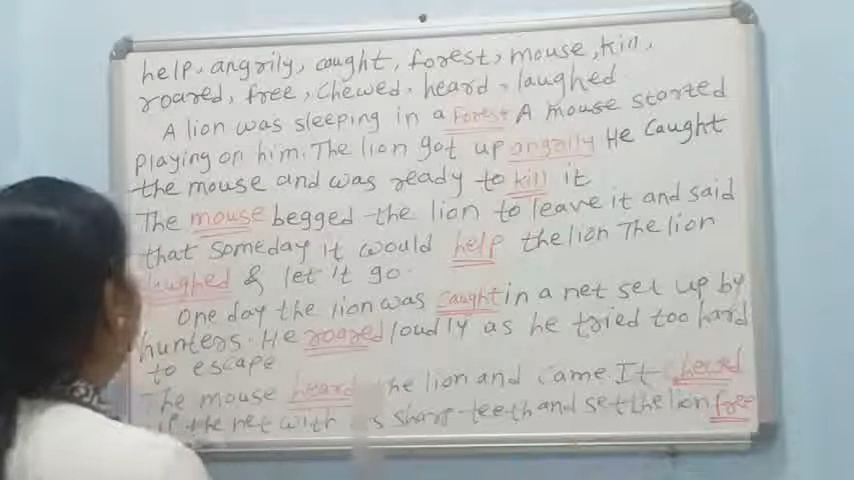 help, angrily, caught, forest, mouse, kill,
roared, free, chewed, heard, laughed
A lion was sleeping in a forest A mouse started
playing on him. The lion got up angrily He caught
the mouse and was ready to kill it
The mouse begged the lion to leave it and said
that someday it would help the lion The lion
laughed & let it go.
One day the lion was caught in a net set up by
hunters. He roared loudly as he tried too hard
to escape
The mouse heard the lion and came It chewed
the net with sharp teeth and set the lion free